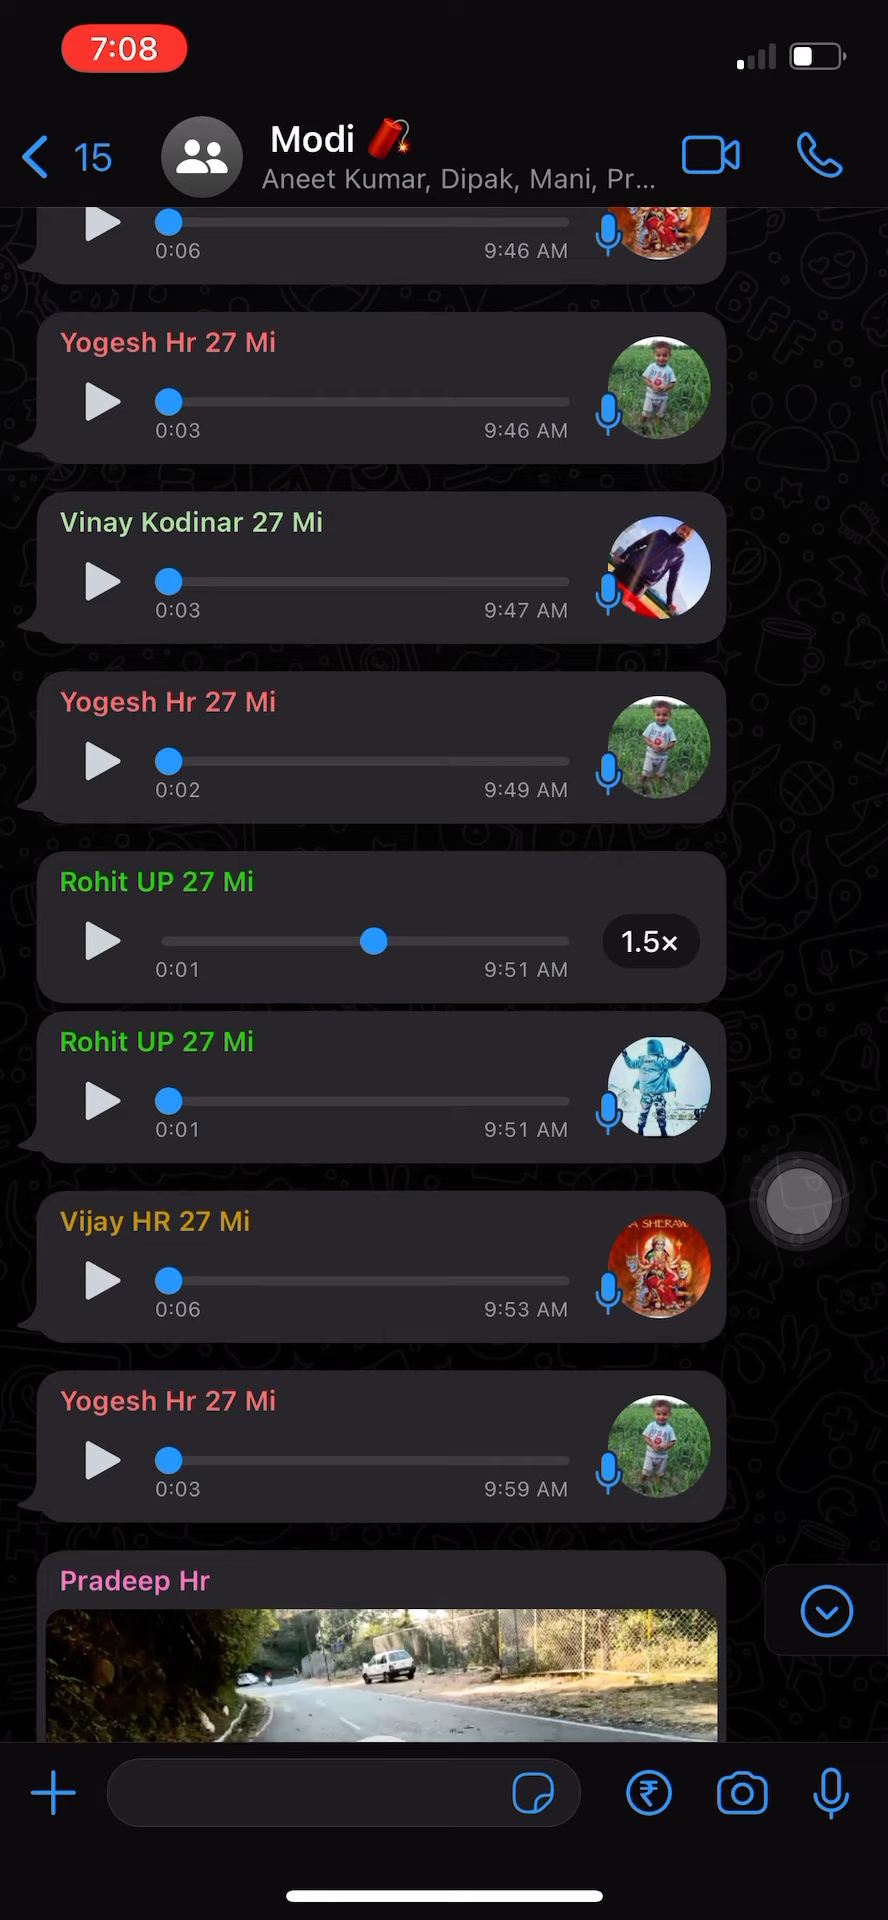 7:08
15
Modi
Aneet Kumar, Dipak, Mani, Pr...
0:06
9:46 AM
Yogesh Hr 27 Mi
0:03
9:46 AM
Vinay Kodinar 27 Mi
0:03
9:47 AM
Yogesh Hr 27 Mi
0:02
9:49 AM
Rohit UP 27 Mi
1.5×
0:01
9:51 AM
Rohit UP 27 Mi
0:01
9:51 AM
Vijay HR 27 Mi
A SHERAW
0:06
9:53 AM
Yogesh Hr 27 Mi
0:03
9:59 AM
Pradeep Hr
₹